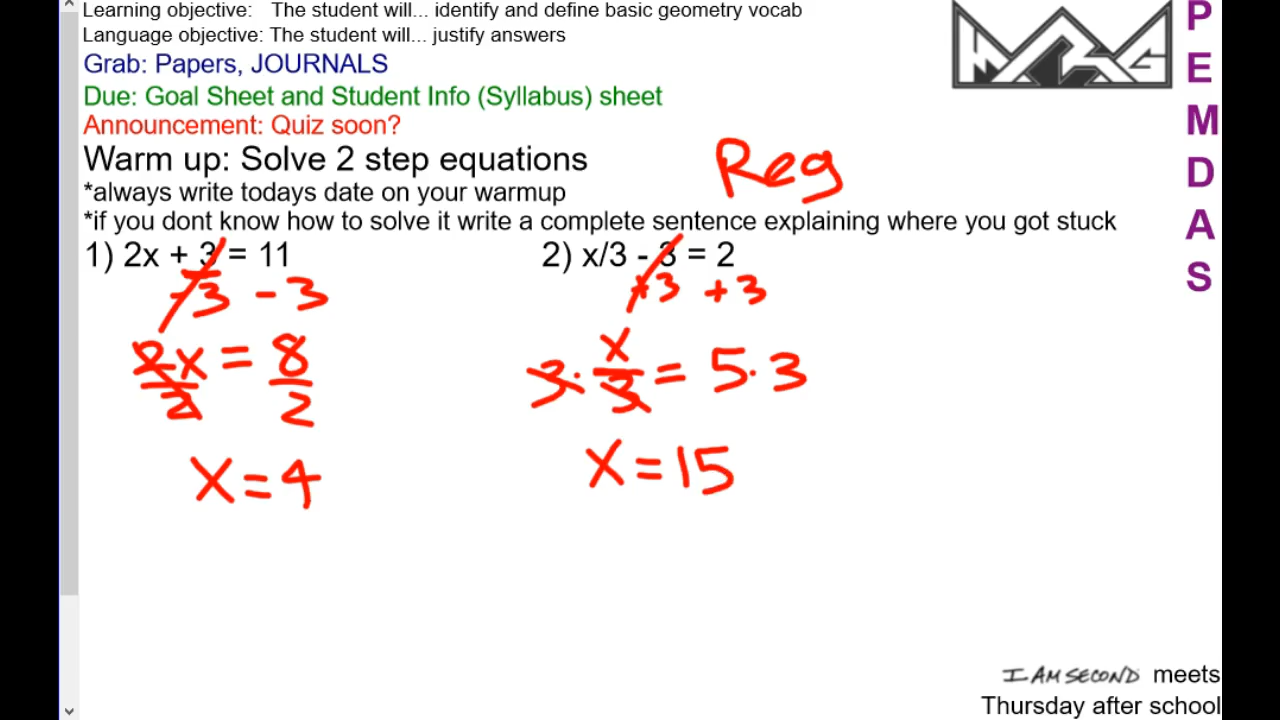 Learning objective: The student will... identify and define basic geometry vocab
Language objective: The student will... justify answers
Grab: Papers, JOURNALS
Due: Goal Sheet and Student Info (Syllabus) sheet
Announcement: Quiz soon?
Warm up: Solve 2 step equations
Reg
*always write todays date on your warmup
*if you dont know how to solve it write a complete sentence explaining where you got stuck
1) 2x + 3 = 11
-3 - 3
2x = 8
2 2
x = 4
2) x/3 - 3 = 2
+3 +3
3 · x/3 = 5 · 3
x = 15
P
E
M
D
A
S
I AM SECOND meets
Thursday after school